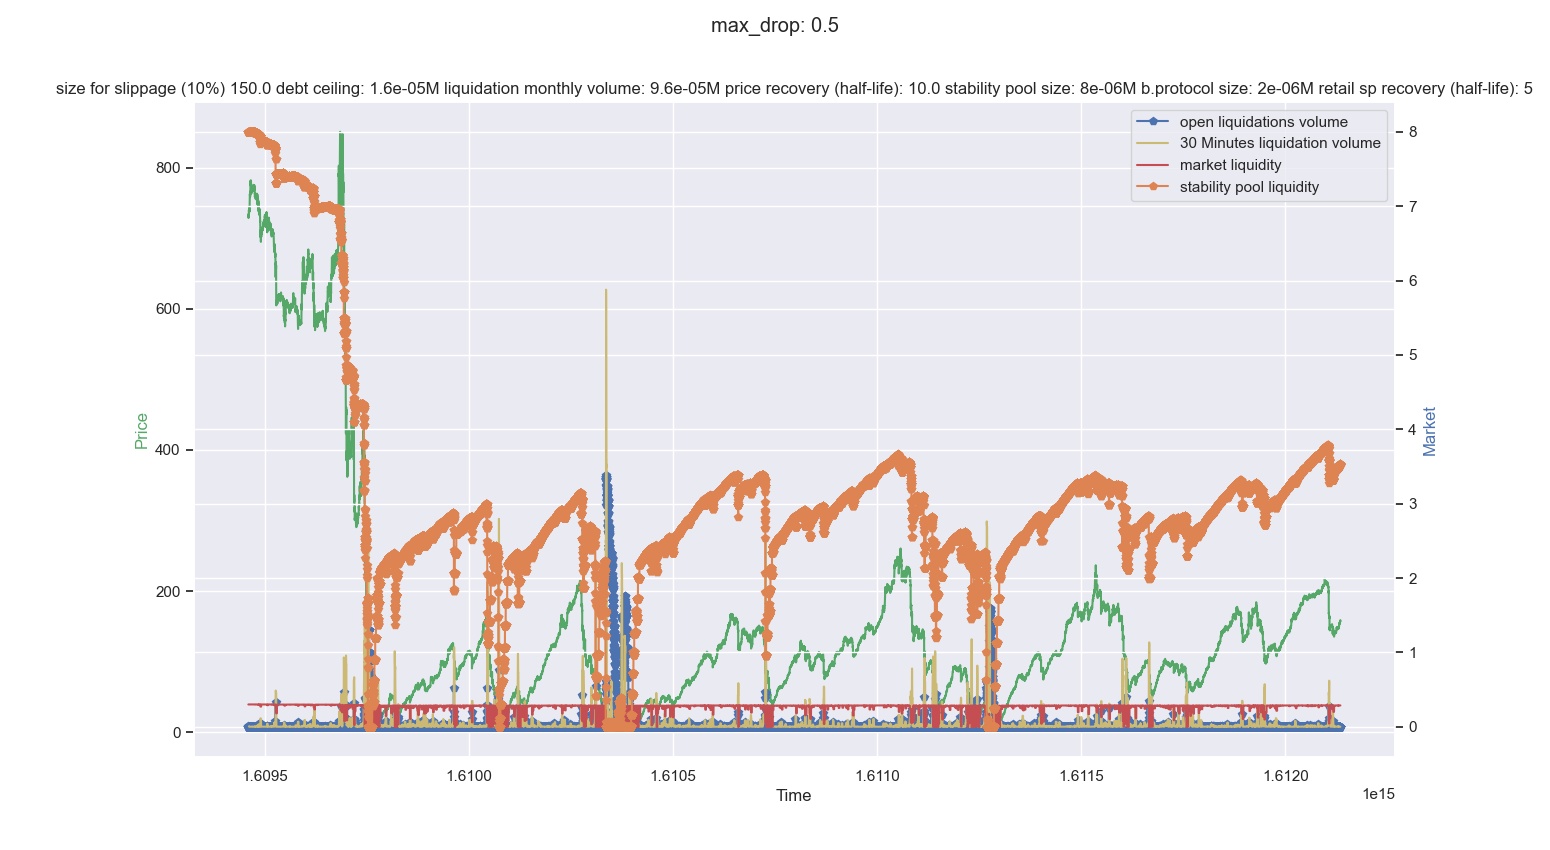 max_drop: 0.5
size for slippage (10%) 150.0 debt ceiling: 1.6e-05M liquidation monthly volume: 9.6e-05M price recovery (half-life): 10.0 stability pool size: 8e-06M b.protocol size: 2e-06M retail sp recovery (half-life): 5
open liquidations volume
30 Minutes liquidation volume
market liquidity
stability pool liquidity
800
600
400
200
0
Price
8
7
6
5
4
3
2
1
0
Market
1.6095 1.6100 1.6105 1.6110 1.6115 1.6120
Time
1e15